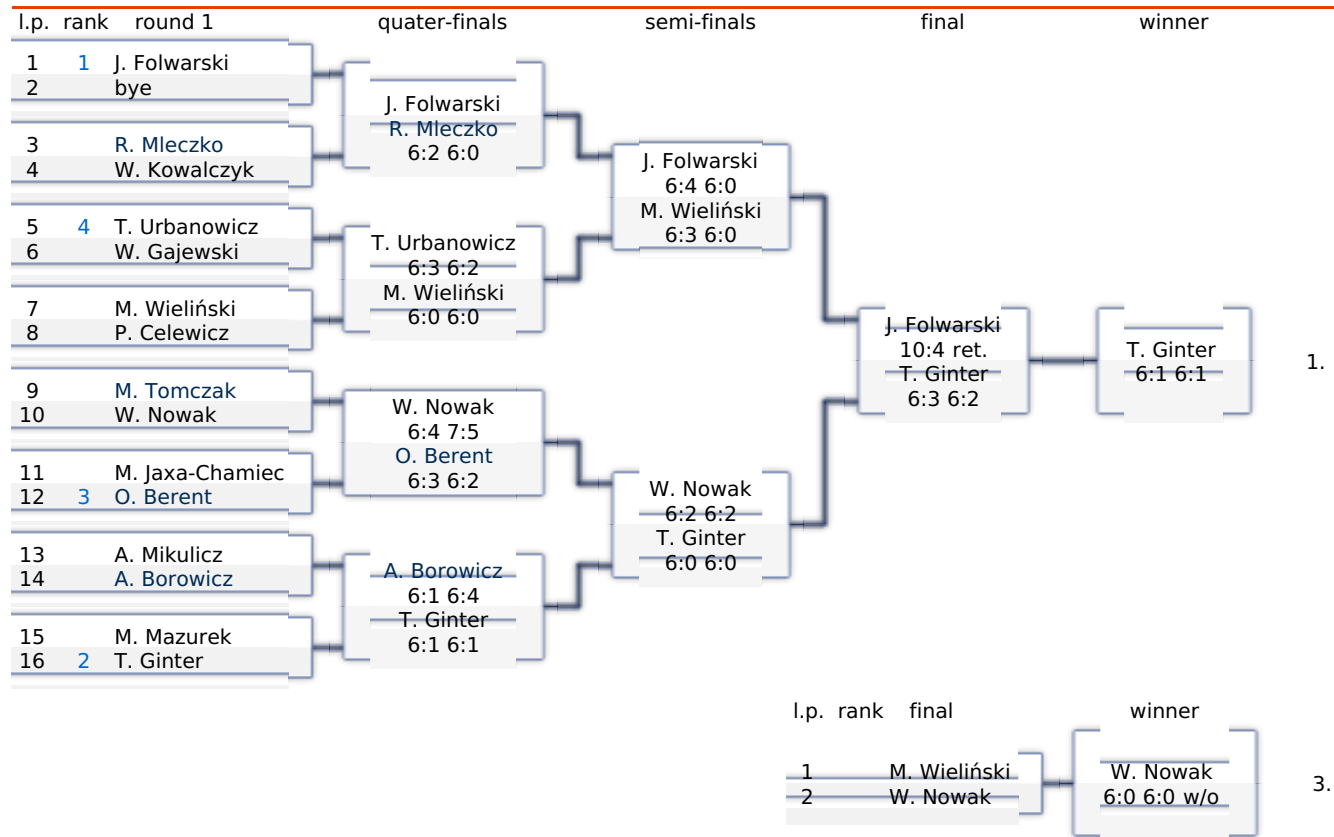 l.p. rank round 1 quater-finals semi-finals final winner
1 1 J. Folwarski
2 bye
J. Folwarski
R. Mleczko
6:2 6:0
3 R. Mleczko
4 W. Kowalczyk
J. Folwarski
6:4 6:0
M. Wieliński
6:3 6:0
5 4 T. Urbanowicz
6 W. Gajewski
T. Urbanowicz
6:3 6:2
M. Wieliński
6:0 6:0
7 M. Wieliński
8 P. Celewicz
J. Folwarski
10:4 ret.
T. Ginter
6:3 6:2
T. Ginter
6:1 6:1
1.
9 M. Tomczak
10 W. Nowak
W. Nowak
6:4 7:5
O. Berent
6:3 6:2
11 M. Jaxa-Chamiec
12 3 O. Berent
W. Nowak
6:2 6:2
T. Ginter
6:0 6:0
13 A. Mikulicz
14 A. Borowicz
A. Borowicz
6:1 6:4
T. Ginter
6:1 6:1
15 M. Mazurek
16 2 T. Ginter
l.p. rank final winner
1 M. Wieliński
2 W. Nowak
W. Nowak
6:0 6:0 w/o
3.